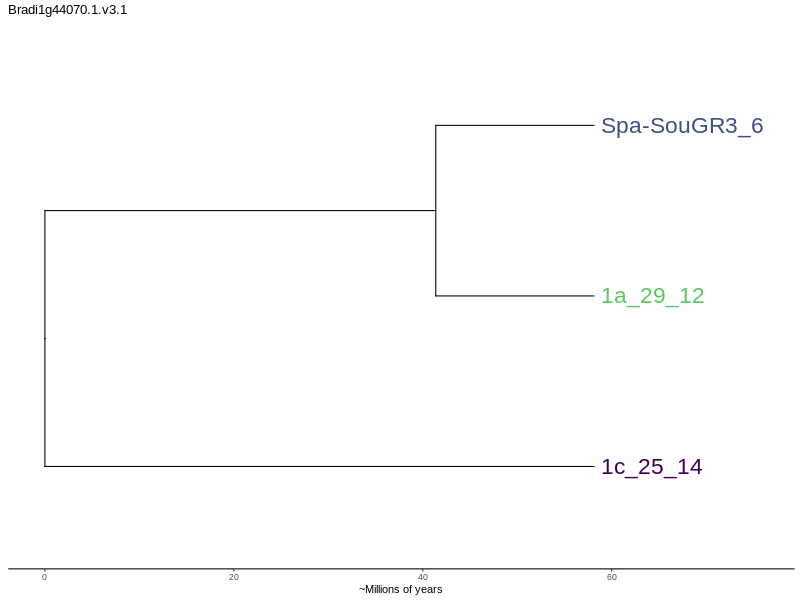 Bradi1g44070.1.v3.1
Spa-SouGR3_6
1a_29_12
1c_25_14
0 20 40 60
~Millions of years